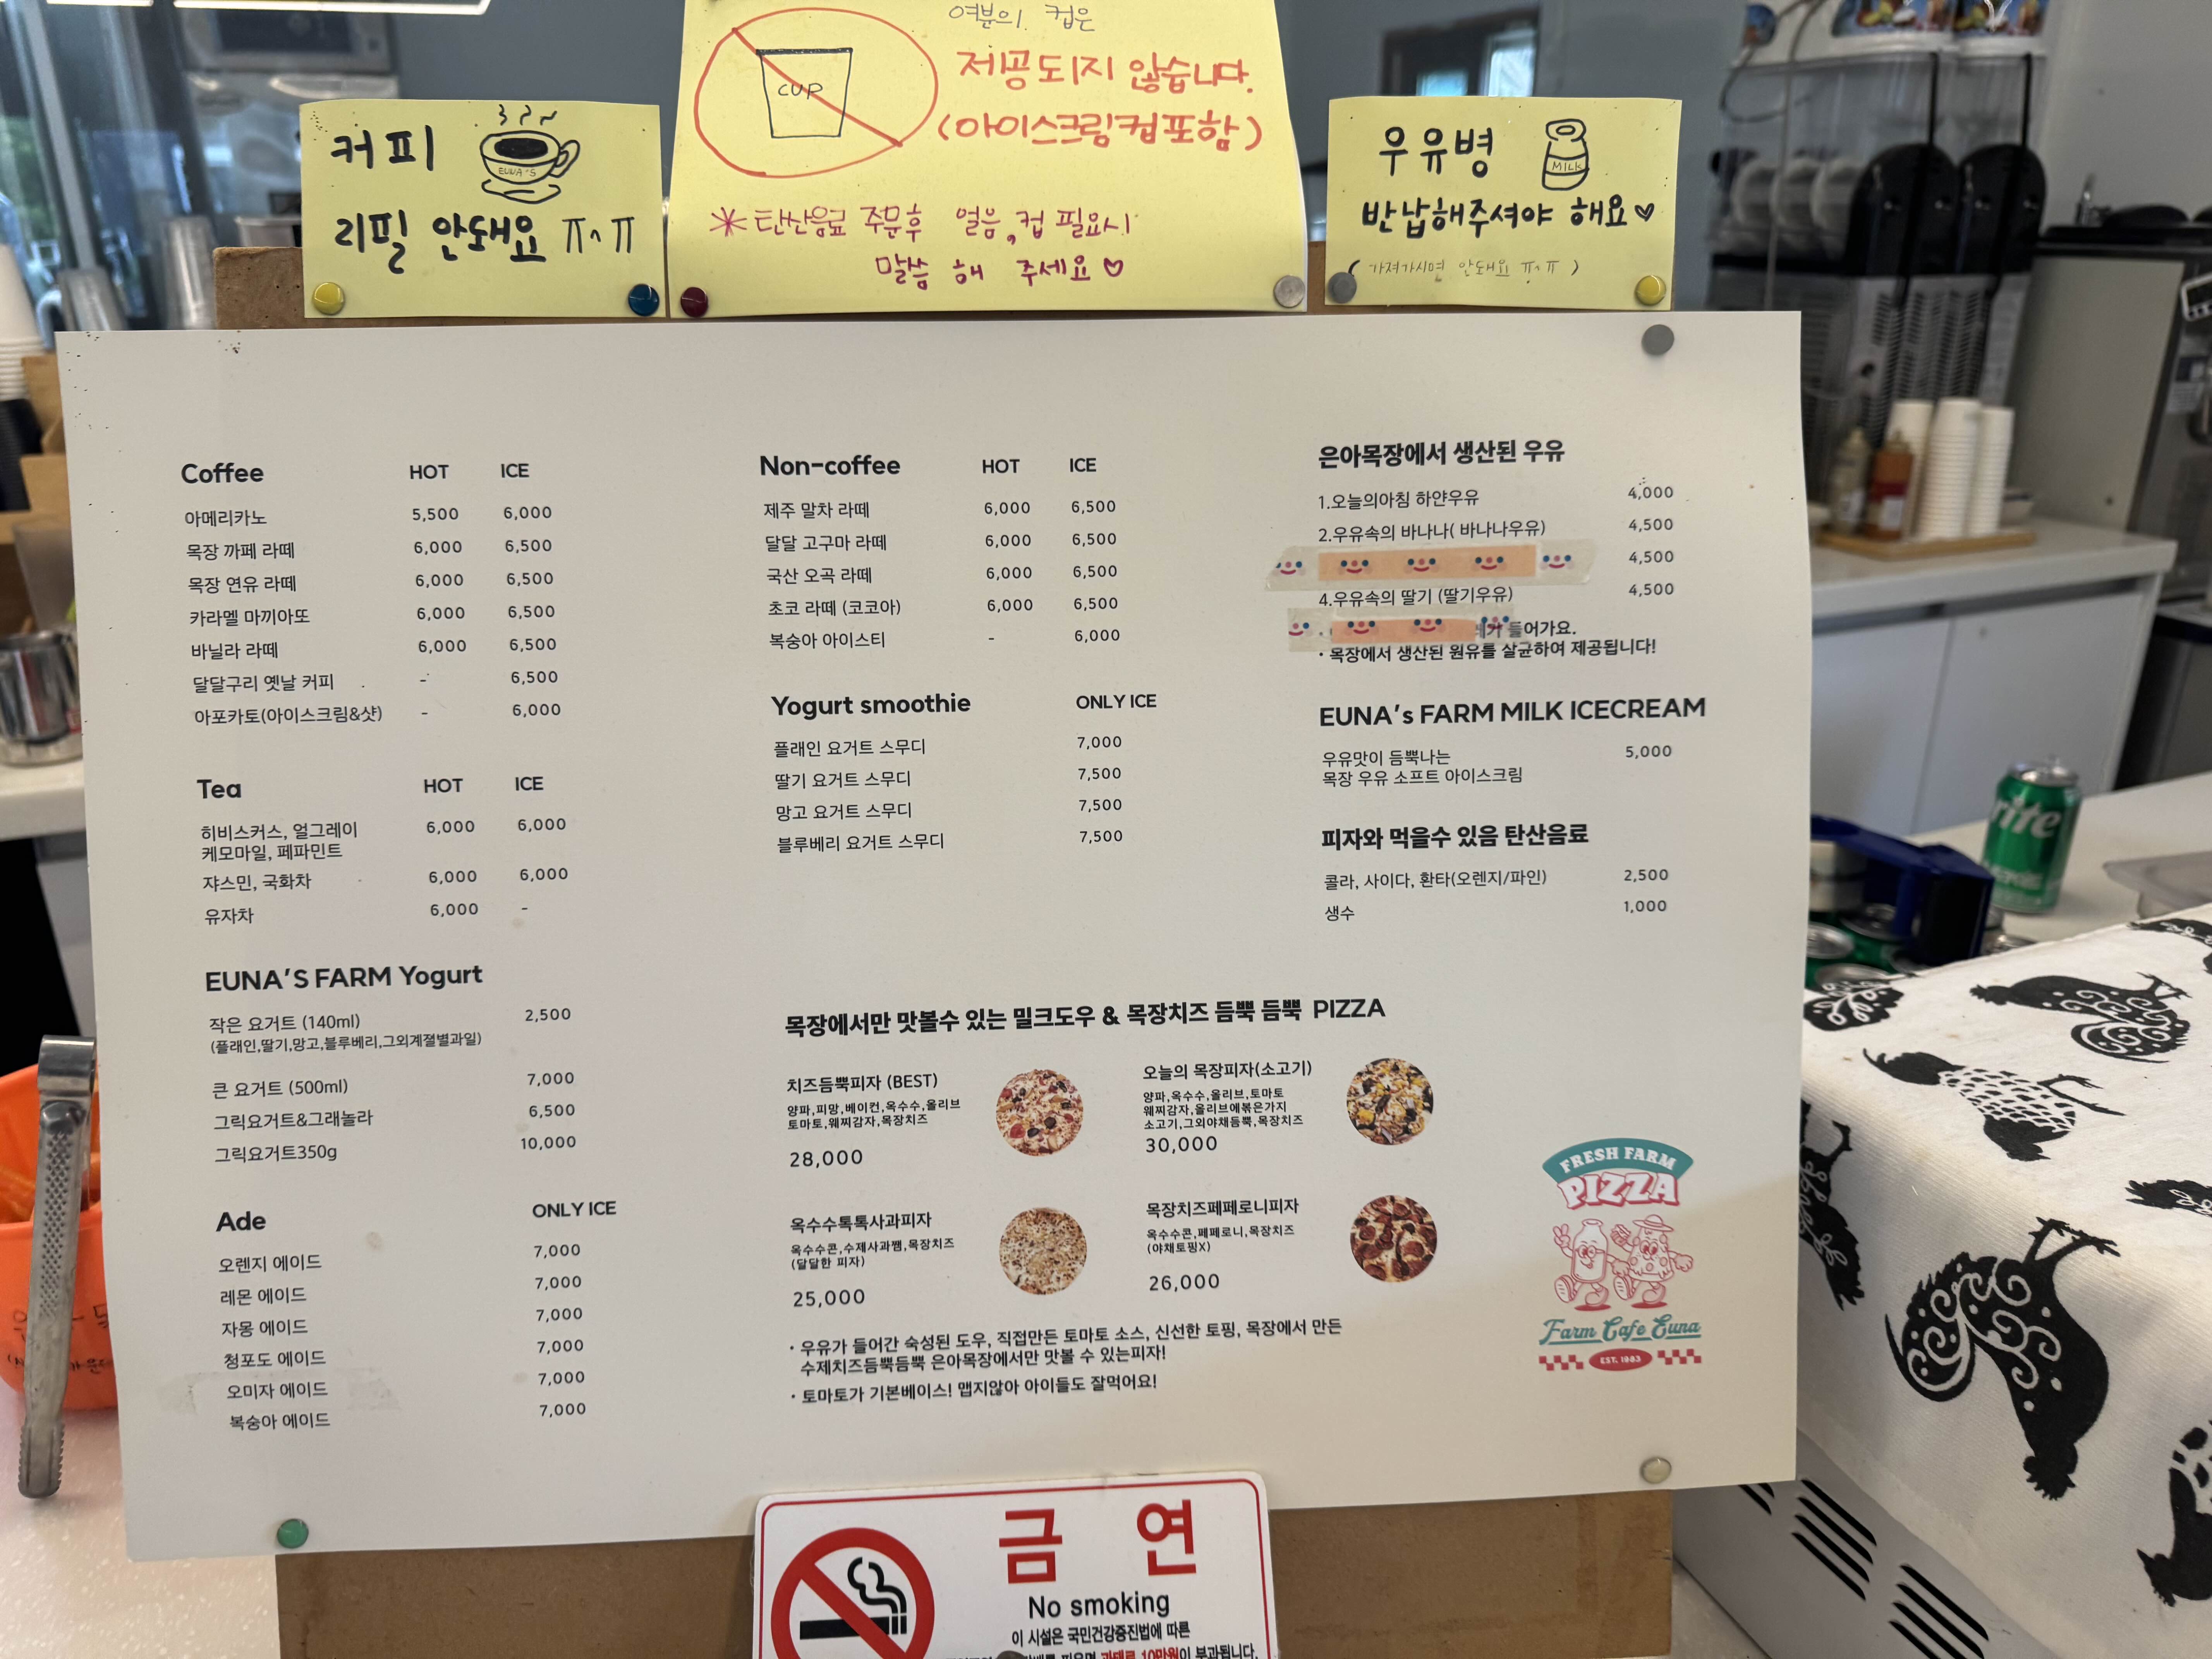 여분의 컵은
제공되지 않습니다.
(아이스크림컵포함)
CUP
✳ 탄산음료 주문후 얼음, 컵 필요시
말씀 해 주세요♡
커피
EUNA'S
리필 안돼요 ㅠㅅㅠ
우유병
MILK
반납해주셔야 해요♡
(가져가시면 안돼요 ㅠㅅㅠ)
Coffee HOT ICE
아메리카노 5,500 6,000
목장 까페 라떼 6,000 6,500
목장 연유 라떼 6,000 6,500
카라멜 마끼아또 6,000 6,500
바닐라 라떼 6,000 6,500
달달구리 옛날 커피 - 6,500
아포카토(아이스크림&샷) - 6,000
Tea HOT ICE
히비스커스, 얼그레이 6,000 6,000
케모마일, 페파민트
쟈스민, 국화차 6,000 6,000
유자차 6,000 -
EUNA'S FARM Yogurt
작은 요거트 (140ml) 2,500
(플래인,딸기,망고,블루베리,그외계졀별과일)
큰 요거트 (500ml) 7,000
그릭요거트&그래놀라 6,500
그릭요거트350g 10,000
Ade ONLY ICE
오렌지 에이드 7,000
레몬 에이드 7,000
자몽 에이드 7,000
청포도 에이드 7,000
오미자 에이드 7,000
복숭아 에이드 7,000
Non-coffee HOT ICE
제주 말차 라떼 6,000 6,500
달달 고구마 라떼 6,000 6,500
국산 오곡 라떼 6,000 6,500
초코 라떼 (코코아) 6,000 6,500
복숭아 아이스티 - 6,000
Yogurt smoothie ONLY ICE
플래인 요거트 스무디 7,000
딸기 요거트 스무디 7,500
망고 요거트 스무디 7,500
블루베리 요거트 스무디 7,500
은아목장에서 생산된 우유
1.오늘의아침 하얀우유 4,000
2.우유속의 바나나( 바나나우유) 4,500
4,500
4.우유속의 딸기 (딸기우유) 4,500
들어가요.
· 목장에서 생산된 원유를 살균하여 제공됩니다!
EUNA's FARM MILK ICECREAM
우유맛이 듬뿍나는 5,000
목장 우유 소프트 아이스크림
피자와 먹을수 있음 탄산음료
콜라, 사이다, 환타(오렌지/파인) 2,500
생수 1,000
목장에서만 맛볼수 있는 밀크도우 & 목장치즈 듬뿍 듬뿍 PIZZA
치즈듬뿍피자 (BEST)
양파,피망,베이컨,옥수수,올리브
토마토,웨찌감자,목장치즈
28,000
오늘의 목장피자(소고기)
양파,옥수수,올리브,토마토
웨찌감자,올리브에볶은가지
소고기,그외야채듬뿍,목장치즈
30,000
옥수수톡톡사과피자
옥수수콘,수제사과쨈,목장치즈
(달달한 피자)
25,000
목장치즈페페로니피자
옥수수콘,페페로니,목장치즈
(야채토핑X)
26,000
· 우유가 들어간 숙성된 도우, 직접만든 토마토 소스, 신선한 토핑, 목장에서 만든
수제치즈듬뿍듬뿍 은아목장에서만 맛볼 수 있는피자!
· 토마토가 기본베이스! 맵지않아 아이들도 잘먹어요!
FRESH FARM
PIZZA
Farm Cafe Euna
EST. 1983
rite
금 연
No smoking
이 시설은 국민건강증진법에 따른
과태료 10만원이 부과됩니다.